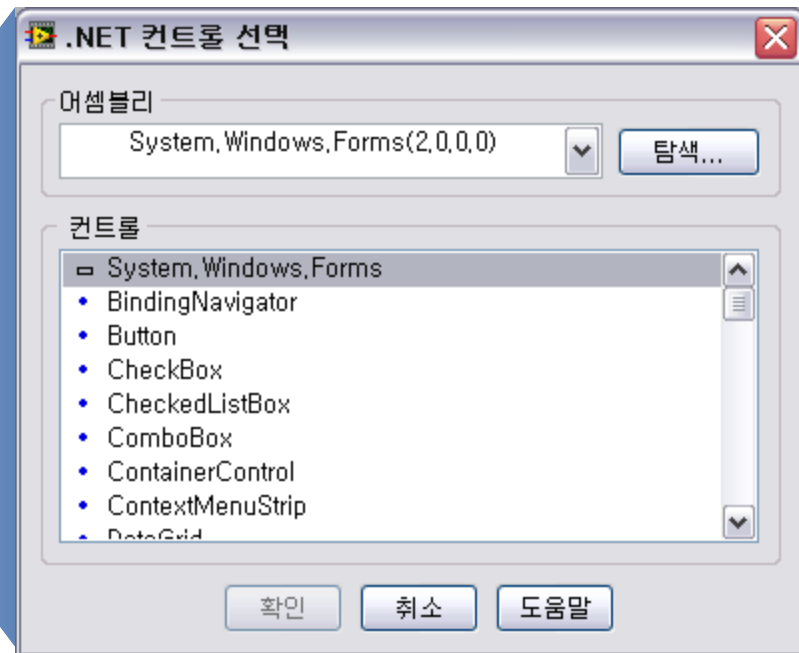 .NET 컨트롤 선택
어셈블리
System.Windows.Forms(2.0.0.0)
탐색...
컨트롤
System.Windows.Forms
BindingNavigator
Button
CheckBox
CheckedListBox
ComboBox
ContainerControl
ContextMenuStrip
DataGrid
확인
취소
도움말